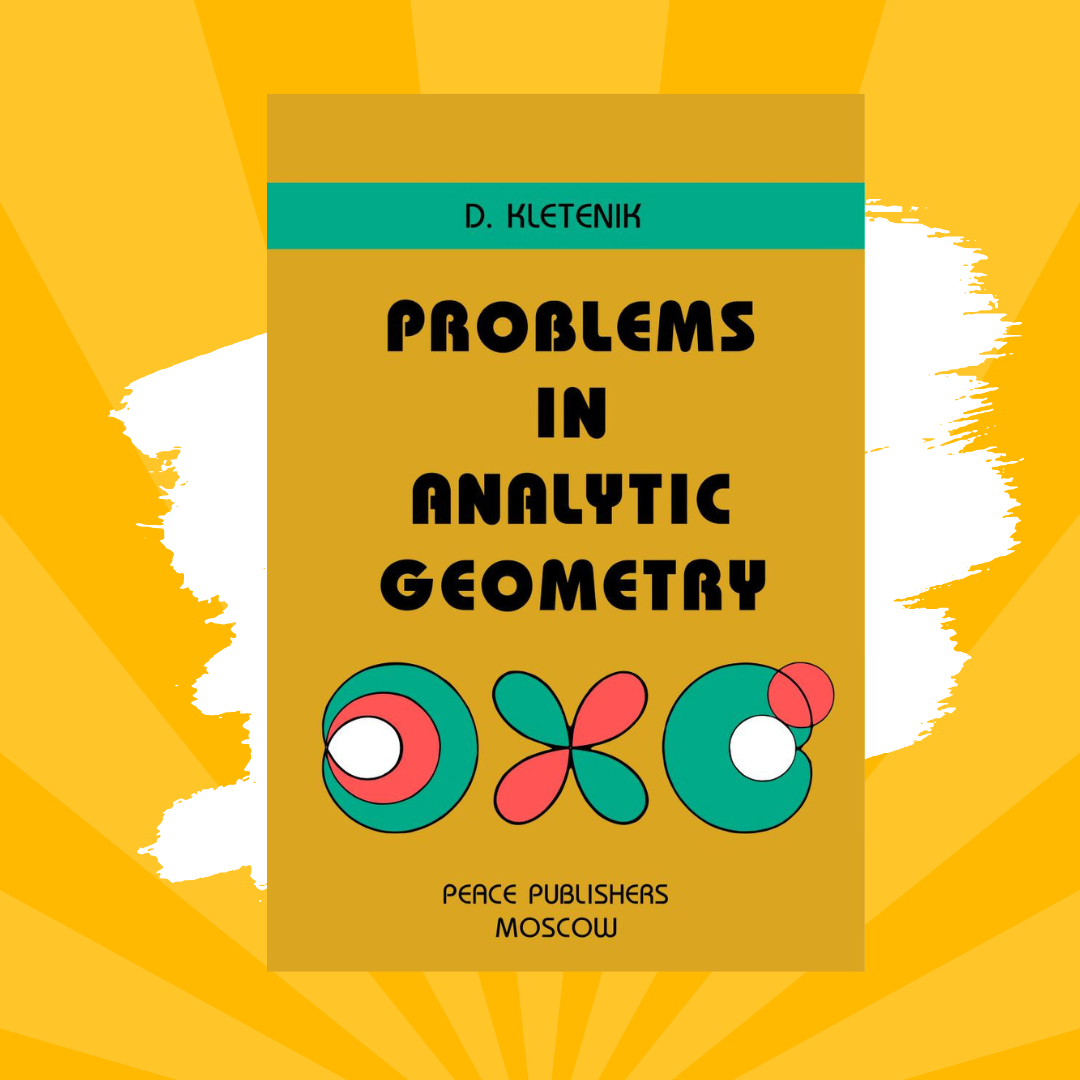 D. KLETENIK
PROBLEMS
IN
ANALYTIC
GEOMETRY
PEACE PUBLISHERS
MOSCOW